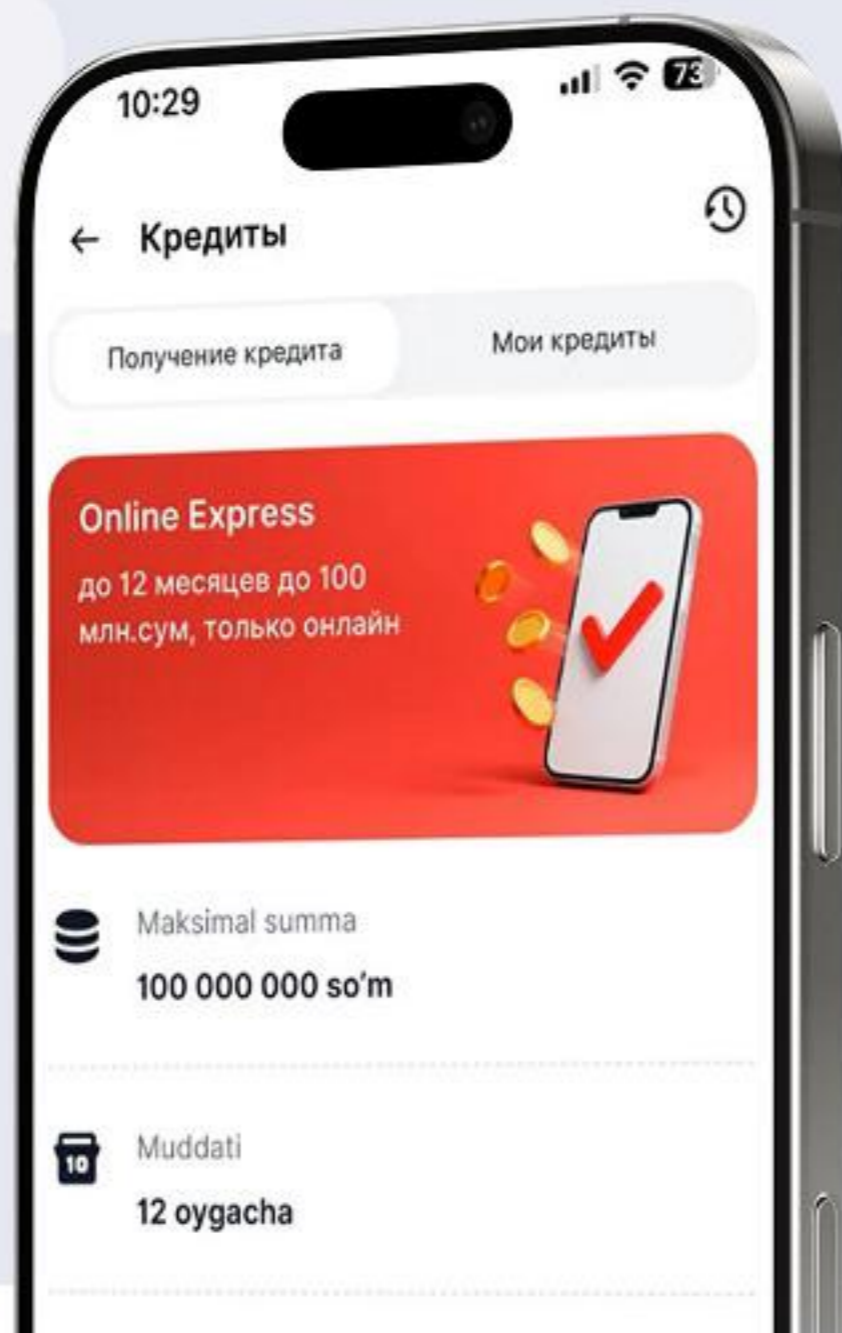 10:29
73
Кредиты
Получение кредита
Мои кредиты
Online Express
до 12 месяцев до 100
млн.сум, только онлайн
Maksimal summa
100 000 000 so'm
10
Muddati
12 oygacha